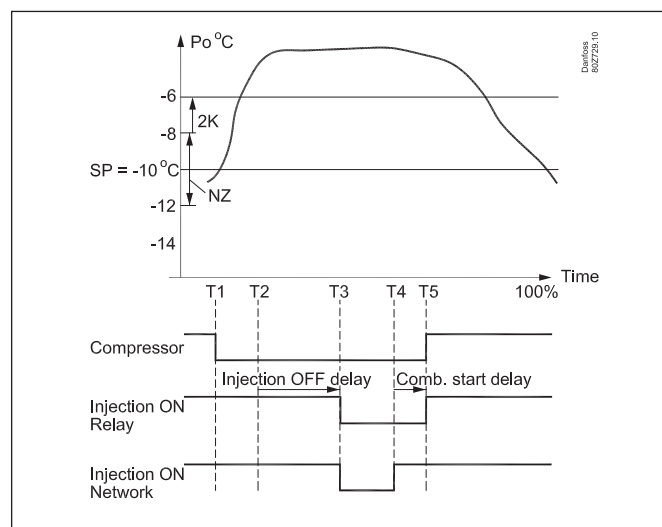 Po °C
Danfoss
80Z729.10
-6
2K
-8
SP = -10 °C
NZ
-12
-14
Time
T1 T2 T3 T4 T5 100%
Compressor
Injection OFF delay Comb. start delay
Injection ON
Relay
Injection ON
Network